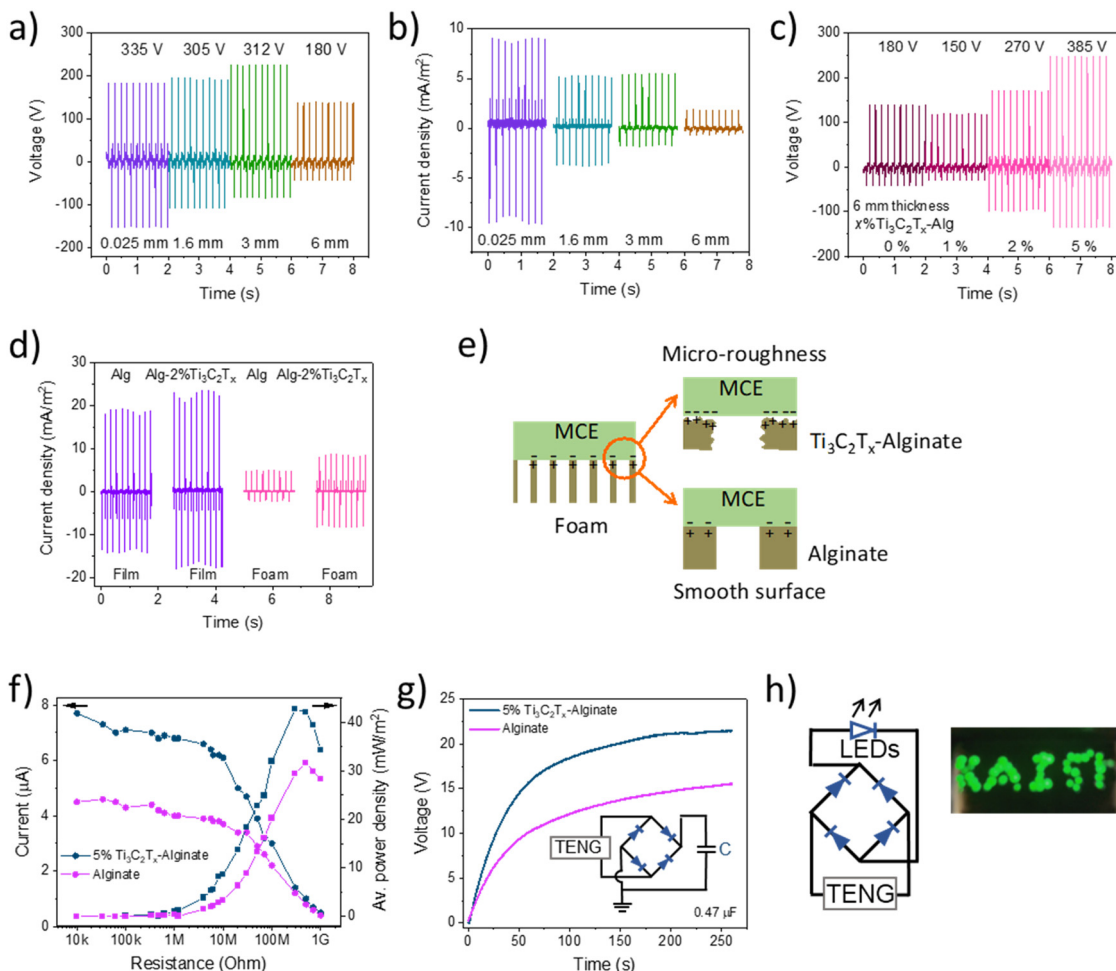 a)
300
200
100
0
-100
-200
Voltage (V)
335 V 305 V 312 V 180 V
0.025 mm 1.6 mm 3 mm 6 mm
0 1 2 3 4 5 6 7 8
Time (s)
b)
10
5
0
-5
-10
Current density (mA/m²)
0.025 mm 1.6 mm 3 mm 6 mm
0 1 2 3 4 5 6 7 8
Time (s)
c)
300
200
100
0
-100
-200
Voltage (V)
180 V 150 V 270 V 385 V
6 mm thickness
x%Ti₃C₂Tₓ-Alg
0 % 1 % 2 % 5 %
0 1 2 3 4 5 6 7 8
Time (s)
d)
30
20
10
0
-10
-20
Current density (mA/m²)
Alg Alg-2%Ti₃C₂Tₓ Alg Alg-2%Ti₃C₂Tₓ
Film Film Foam Foam
0 2 4 6 8
Time (s)
e)
Micro-roughness
MCE
Ti₃C₂Tₓ-Alginate
MCE
Foam
MCE
Alginate
Smooth surface
f)
8
6
4
2
0
Current (µA)
40
30
20
10
0
Av. power density (mW/m²)
5% Ti₃C₂Tₓ-Alginate
Alginate
10k 100k 1M 10M 100M 1G
Resistance (Ohm)
g)
25
20
15
10
5
0
Voltage (V)
5% Ti₃C₂Tₓ-Alginate
Alginate
TENG
C
0.47 µF
0 50 100 150 200 250
Time (s)
h)
LEDs
TENG
KAIST